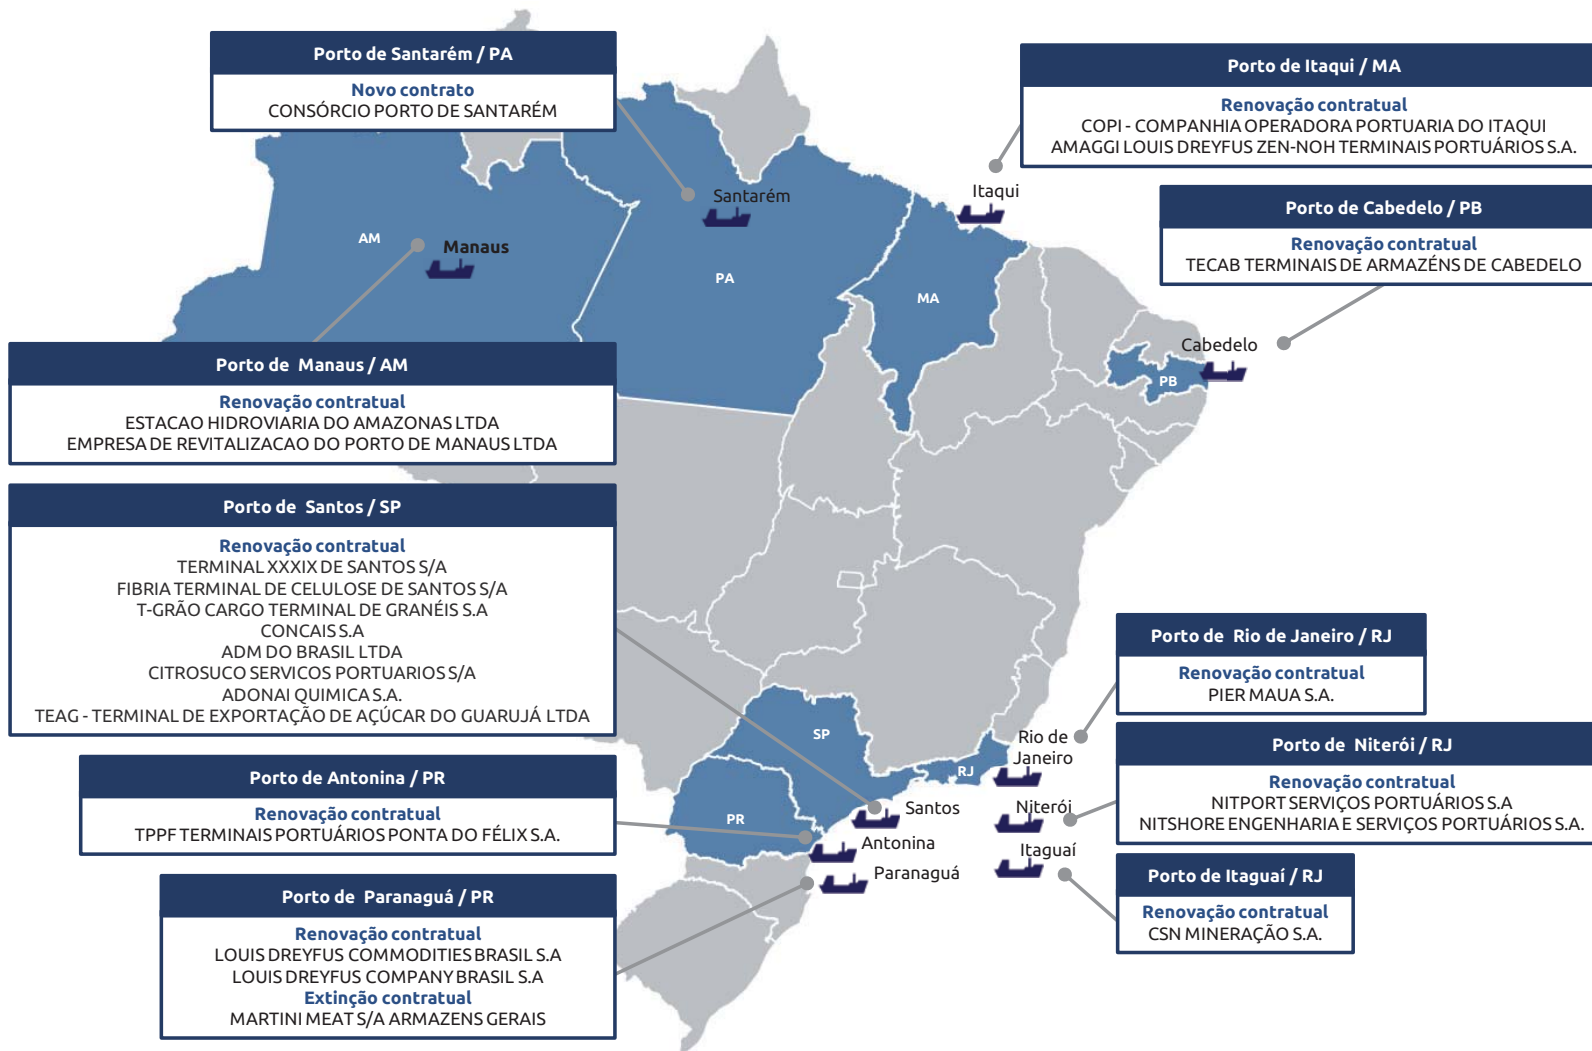 Porto de Santarém / PA
Novo contrato
CONSÓRCIO PORTO DE SANTARÉM
Porto de Itaqui / MA
Renovação contratual
COPI - COMPANHIA OPERADORA PORTUARIA DO ITAQUI
AMAGGI LOUIS DREYFUS ZEN-NOH TERMINAIS PORTUÁRIOS S.A.
Porto de Cabedelo / PB
Renovação contratual
TECAB TERMINAIS DE ARMAZÉNS DE CABEDELO
Santarém
Itaqui
AM
Manaus
PA
MA
Cabedelo
PB
Porto de Manaus / AM
Renovação contratual
ESTACAO HIDROVIARIA DO AMAZONAS LTDA
EMPRESA DE REVITALIZACAO DO PORTO DE MANAUS LTDA
Porto de Santos / SP
Renovação contratual
TERMINAL XXXIX DE SANTOS S/A
FIBRIA TERMINAL DE CELULOSE DE SANTOS S/A
T-GRÃO CARGO TERMINAL DE GRANÉIS S.A
CONCAIS S.A
ADM DO BRASIL LTDA
CITROSUCO SERVICOS PORTUARIOS S/A
ADONAI QUIMICA S.A.
TEAG - TERMINAL DE EXPORTAÇÃO DE AÇÚCAR DO GUARUJÁ LTDA
Porto de Rio de Janeiro / RJ
Renovação contratual
PIER MAUA S.A.
SP
RJ
Rio de
Janeiro
Porto de Niterói / RJ
Renovação contratual
NITPORT SERVIÇOS PORTUÁRIOS S.A
NITSHORE ENGENHARIA E SERVIÇOS PORTUÁRIOS S.A.
Porto de Antonina / PR
Renovação contratual
TPPF TERMINAIS PORTUÁRIOS PONTA DO FÉLIX S.A.
PR
Santos
Niterói
Antonina
Itaguaí
Paranaguá
Porto de Itaguaí / RJ
Renovação contratual
CSN MINERAÇÃO S.A.
Porto de Paranaguá / PR
Renovação contratual
LOUIS DREYFUS COMMODITIES BRASIL S.A
LOUIS DREYFUS COMPANY BRASIL S.A
Extinção contratual
MARTINI MEAT S/A ARMAZENS GERAIS